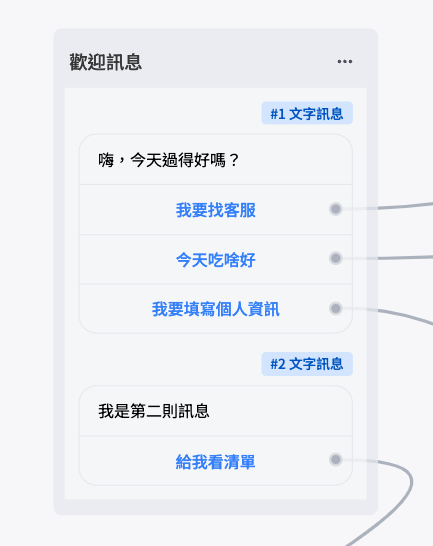 歡迎訊息
#1 文字訊息
嗨，今天過得好嗎？
我要找客服
今天吃啥好
我要填寫個人資訊
#2 文字訊息
我是第二則訊息
給我看清單